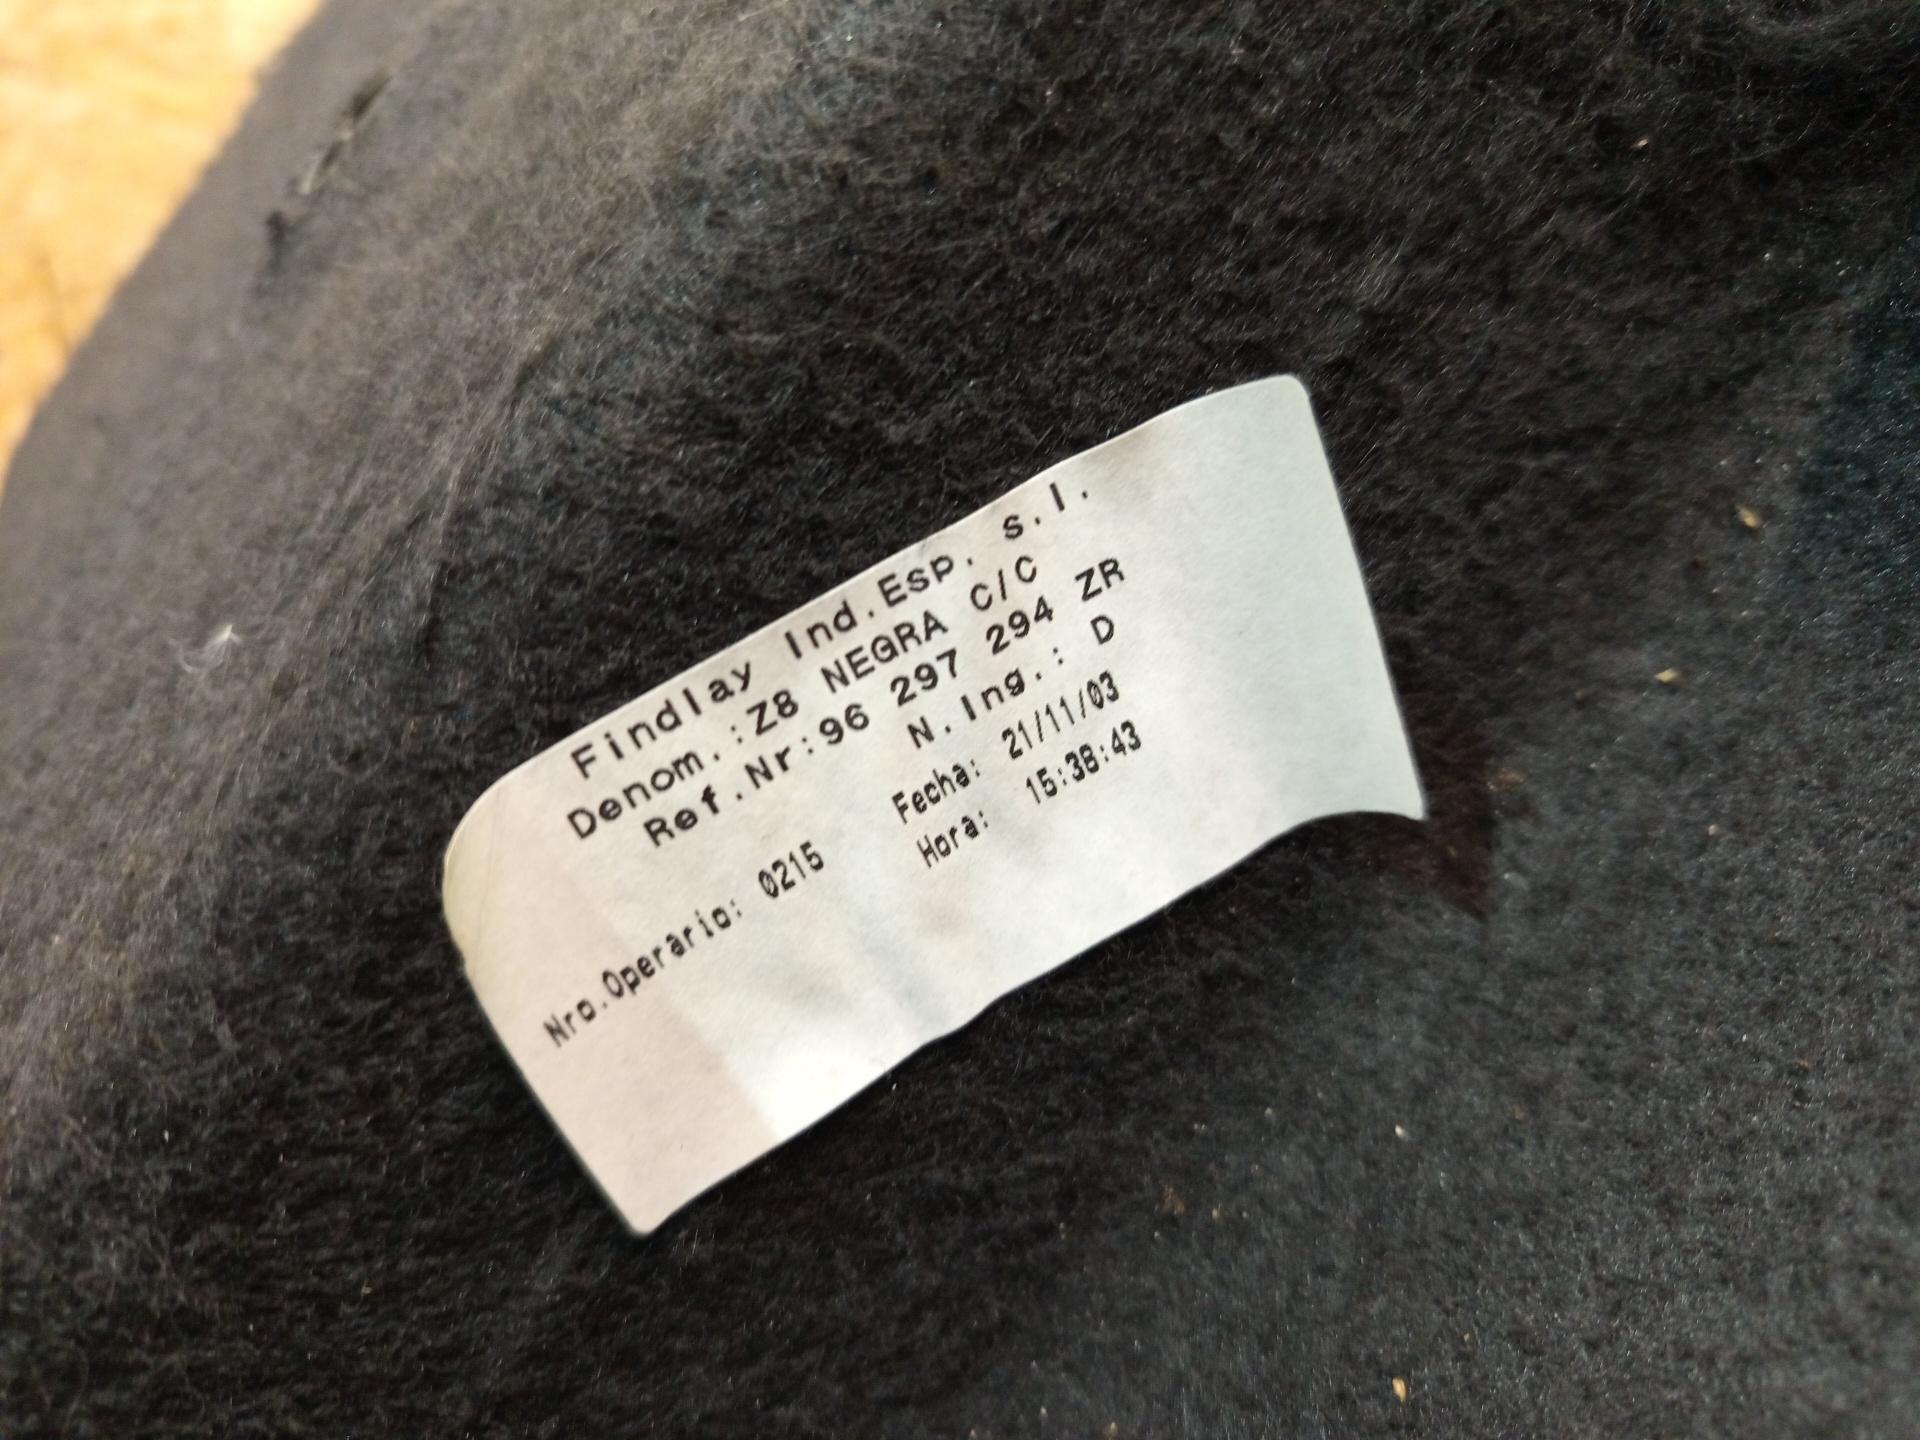 Findlay Ind.Esp. s.l.
Denom.:Z8 NEGRA C/C
Ref.Nr:96 297 294 ZR
N.Ing.: D
Fecha: 21/11/03
Nro.Operario: 0215 Hora: 15:38:43